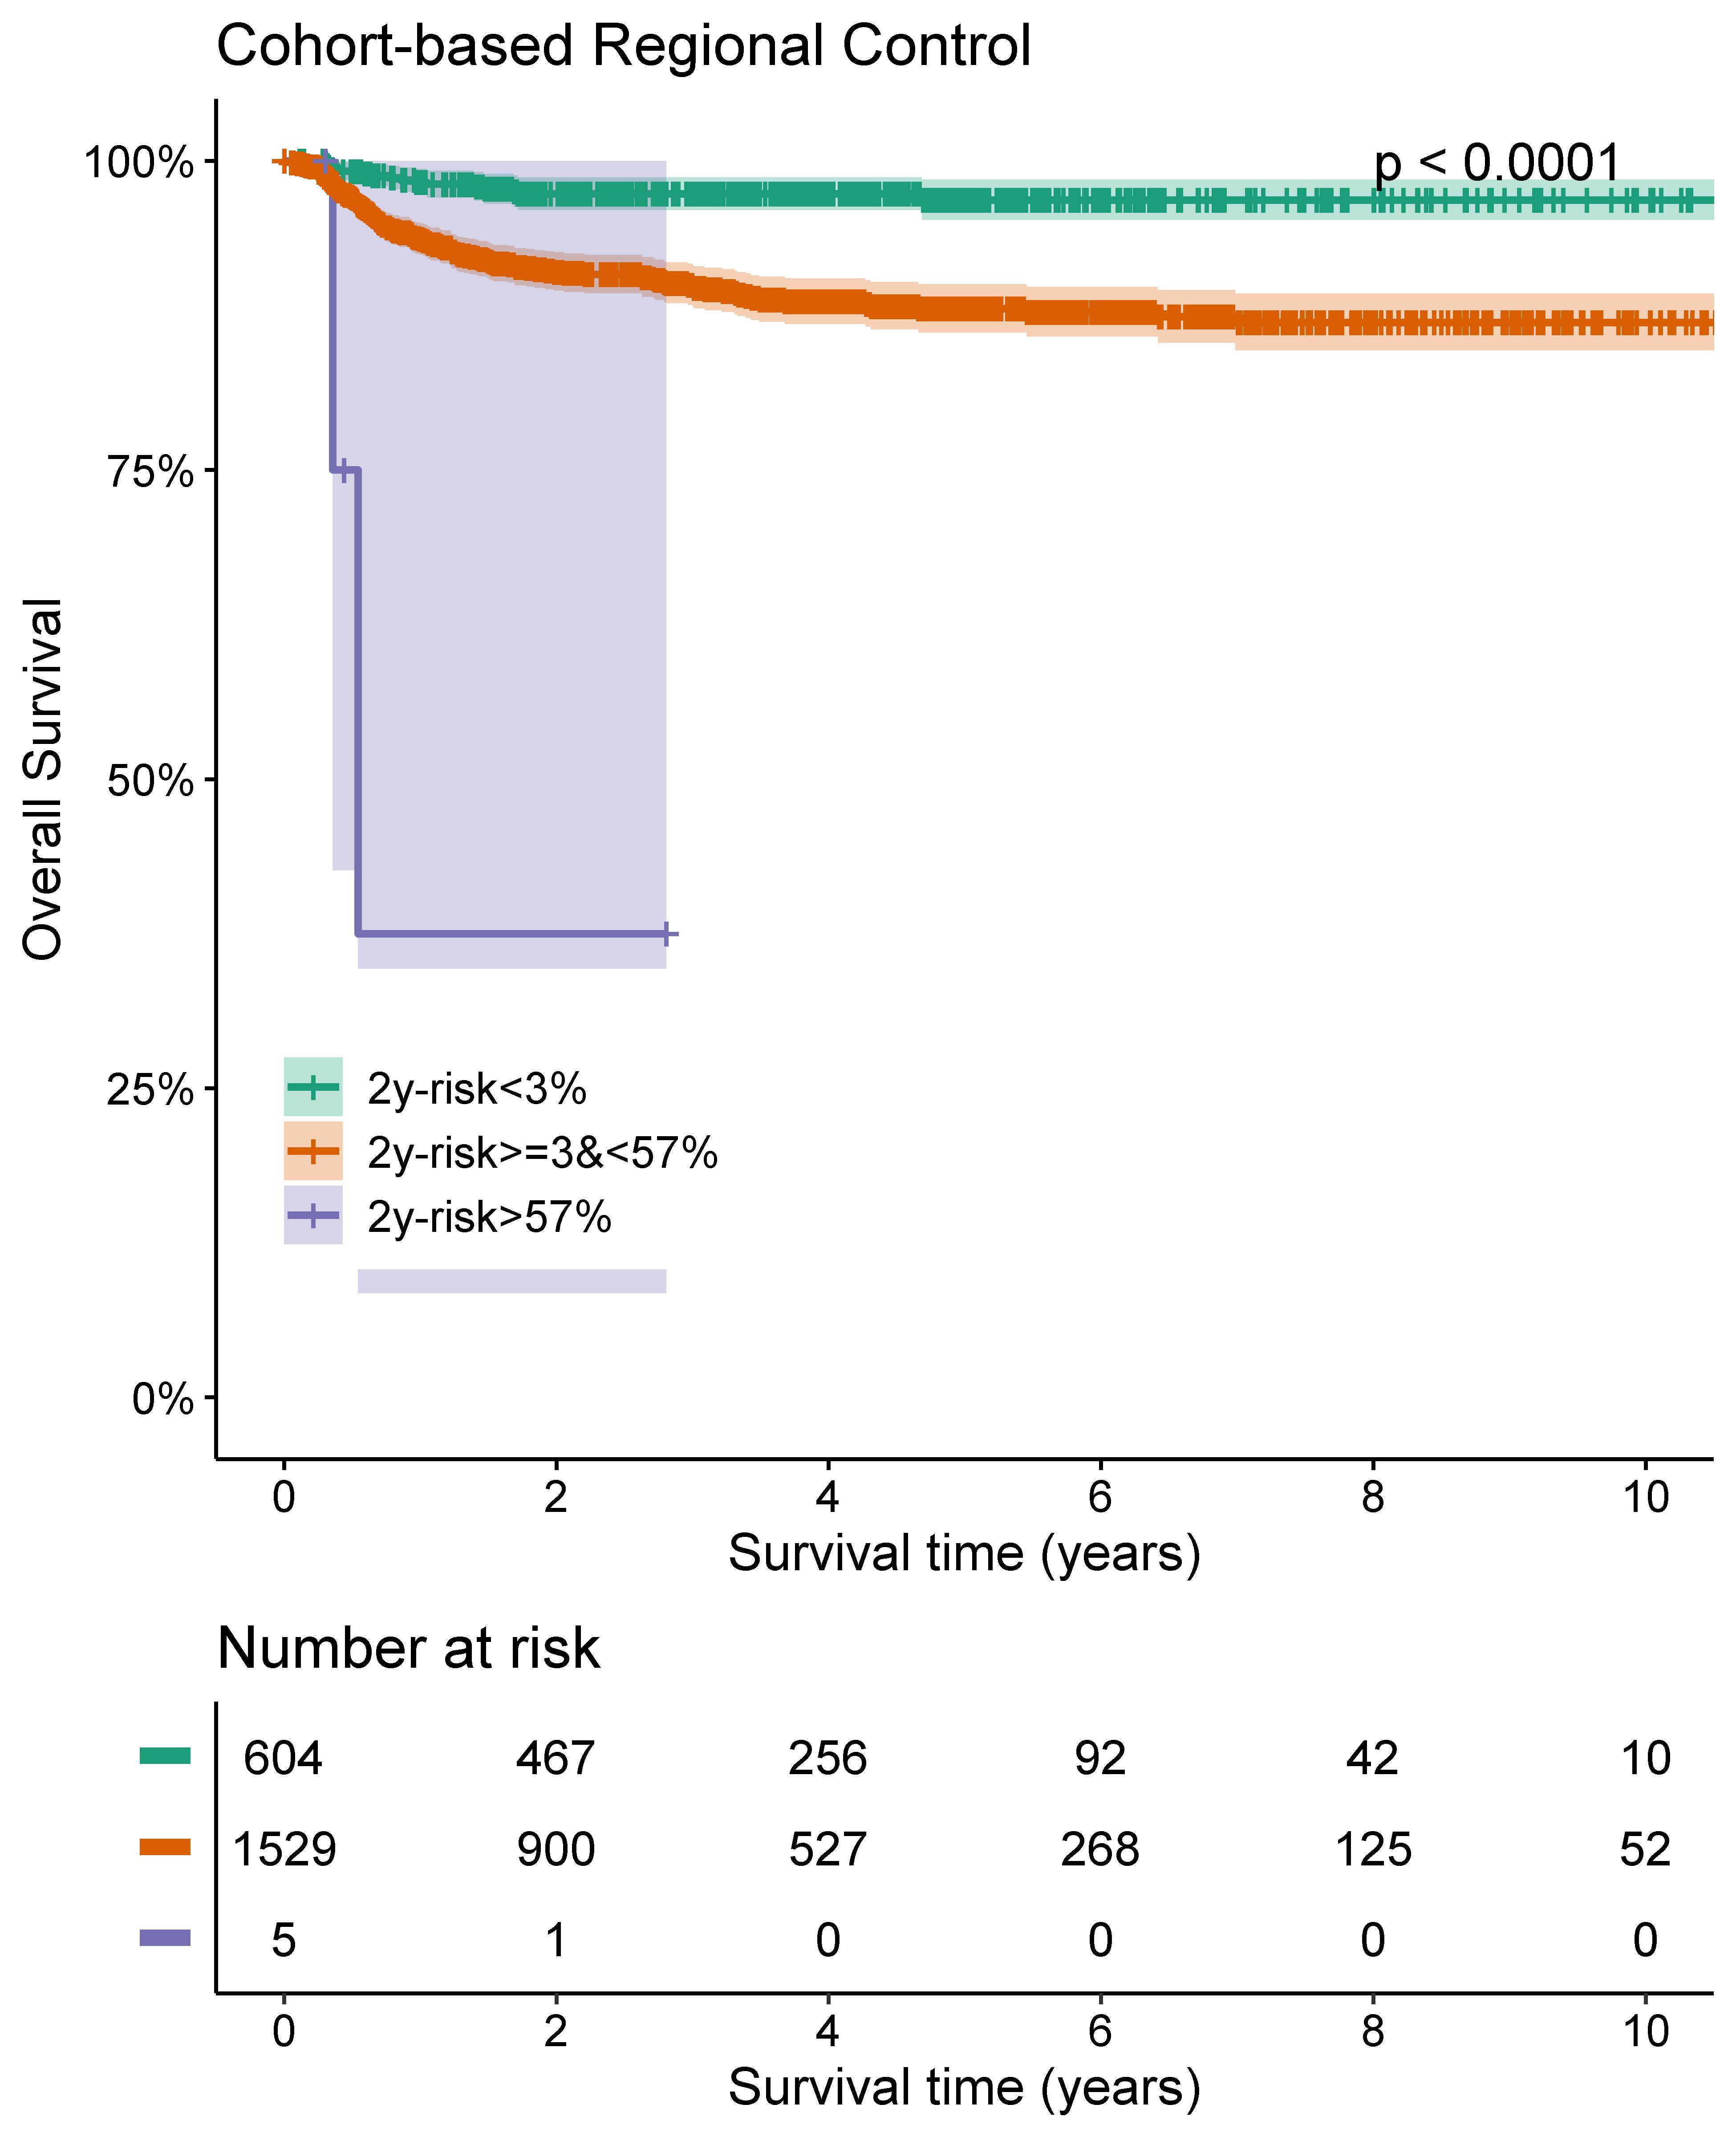 Cohort-based Regional Control
p < 0.0001
100%
75%
50%
25%
0%
Overall Survival
2y-risk<3%
2y-risk>=3&<57%
2y-risk>57%
0 2 4 6 8 10
Survival time (years)
Number at risk
604 467 256 92 42 10
1529 900 527 268 125 52
5 1 0 0 0 0
0 2 4 6 8 10
Survival time (years)